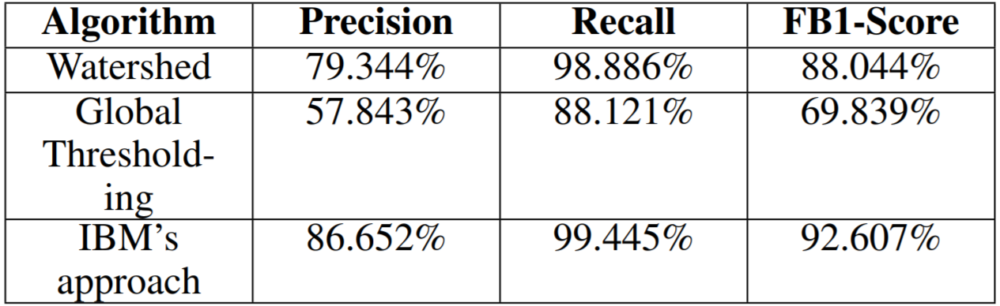 Algorithm Precision Recall FB1-Score
Watershed 79.344% 98.886% 88.044%
Global 57.843% 88.121% 69.839%
Threshold-
ing
IBM's 86.652% 99.445% 92.607%
approach